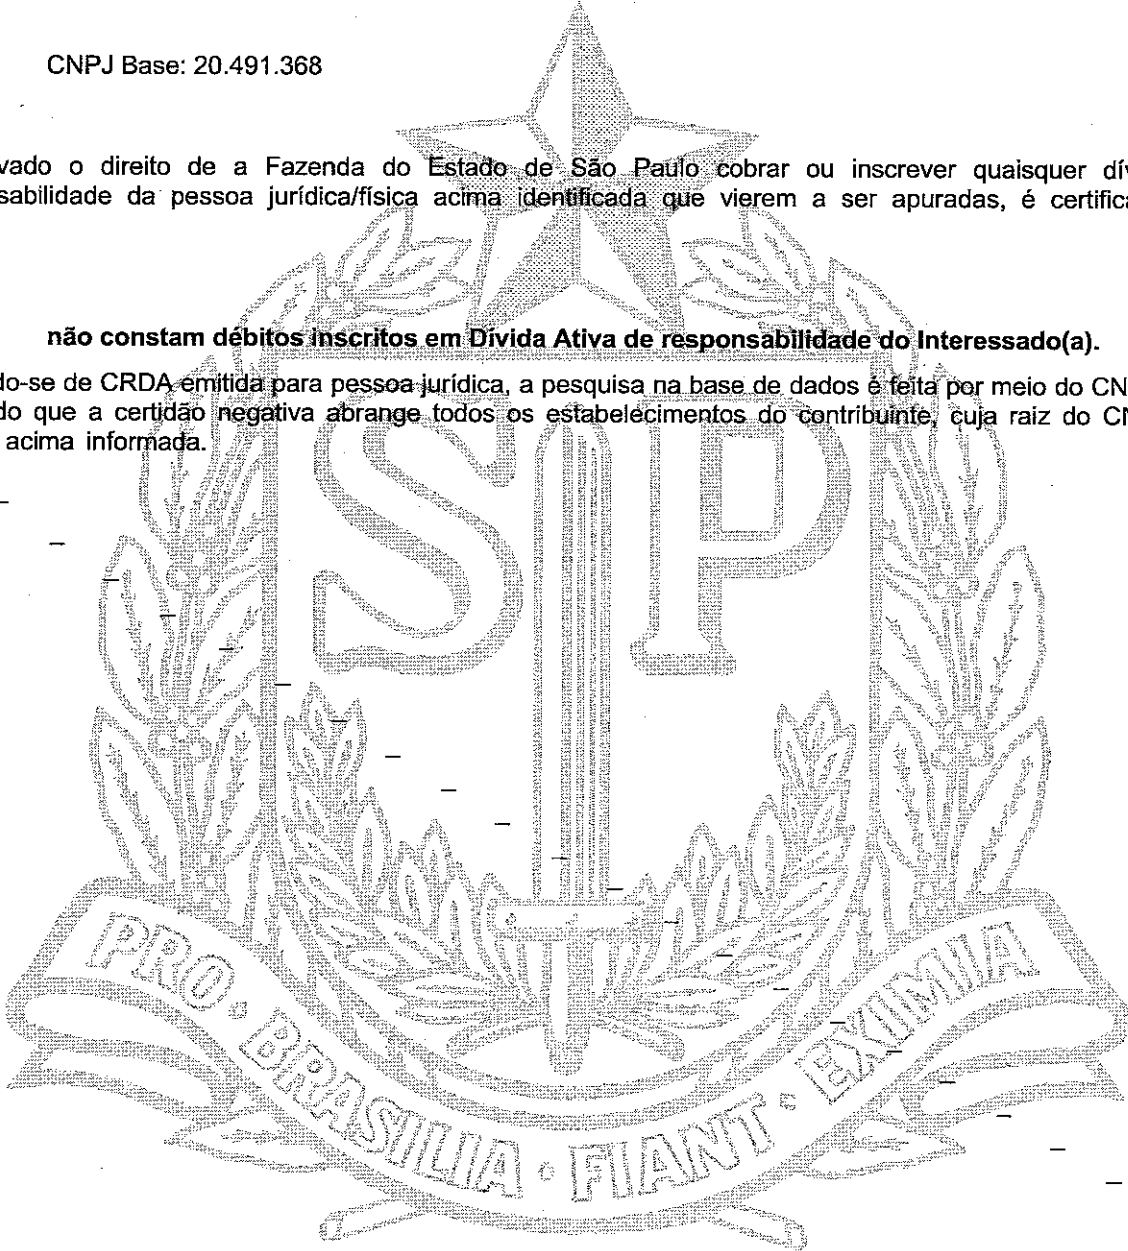 CNPJ Base: 20.491.368
vado o direito de a Fazenda do Estado de São Paulo cobrar ou inscrever quaisquer dív
sabilidade da pessoa jurídica/física acima identificada que vierem a ser apuradas, é certifica
não constam débitos inscritos em Dívida Ativa de responsabilidade do Interessado(a).
do-se de CRDA emitida para pessoa jurídica, a pesquisa na base de dados é feita por meio do CN
do que a certidão negativa abrange todos os estabelecimentos do contribuinte, cuja raiz do CN
acima informada.
S P
PRO. BRASILIA · FIANT · EXIMIA